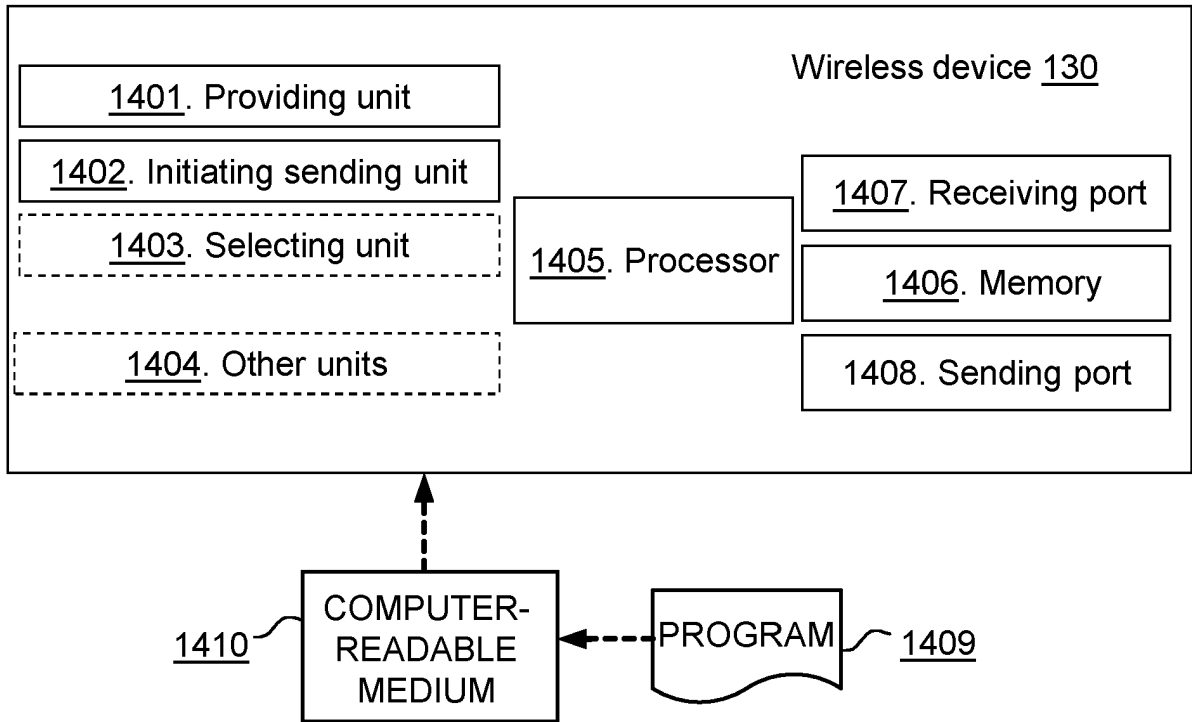 Wireless device 130
1401. Providing unit
1402. Initiating sending unit
1403. Selecting unit
1404. Other units
1405. Processor
1407. Receiving port
1406. Memory
1408. Sending port
COMPUTER-
READABLE
MEDIUM
1410
PROGRAM
1409